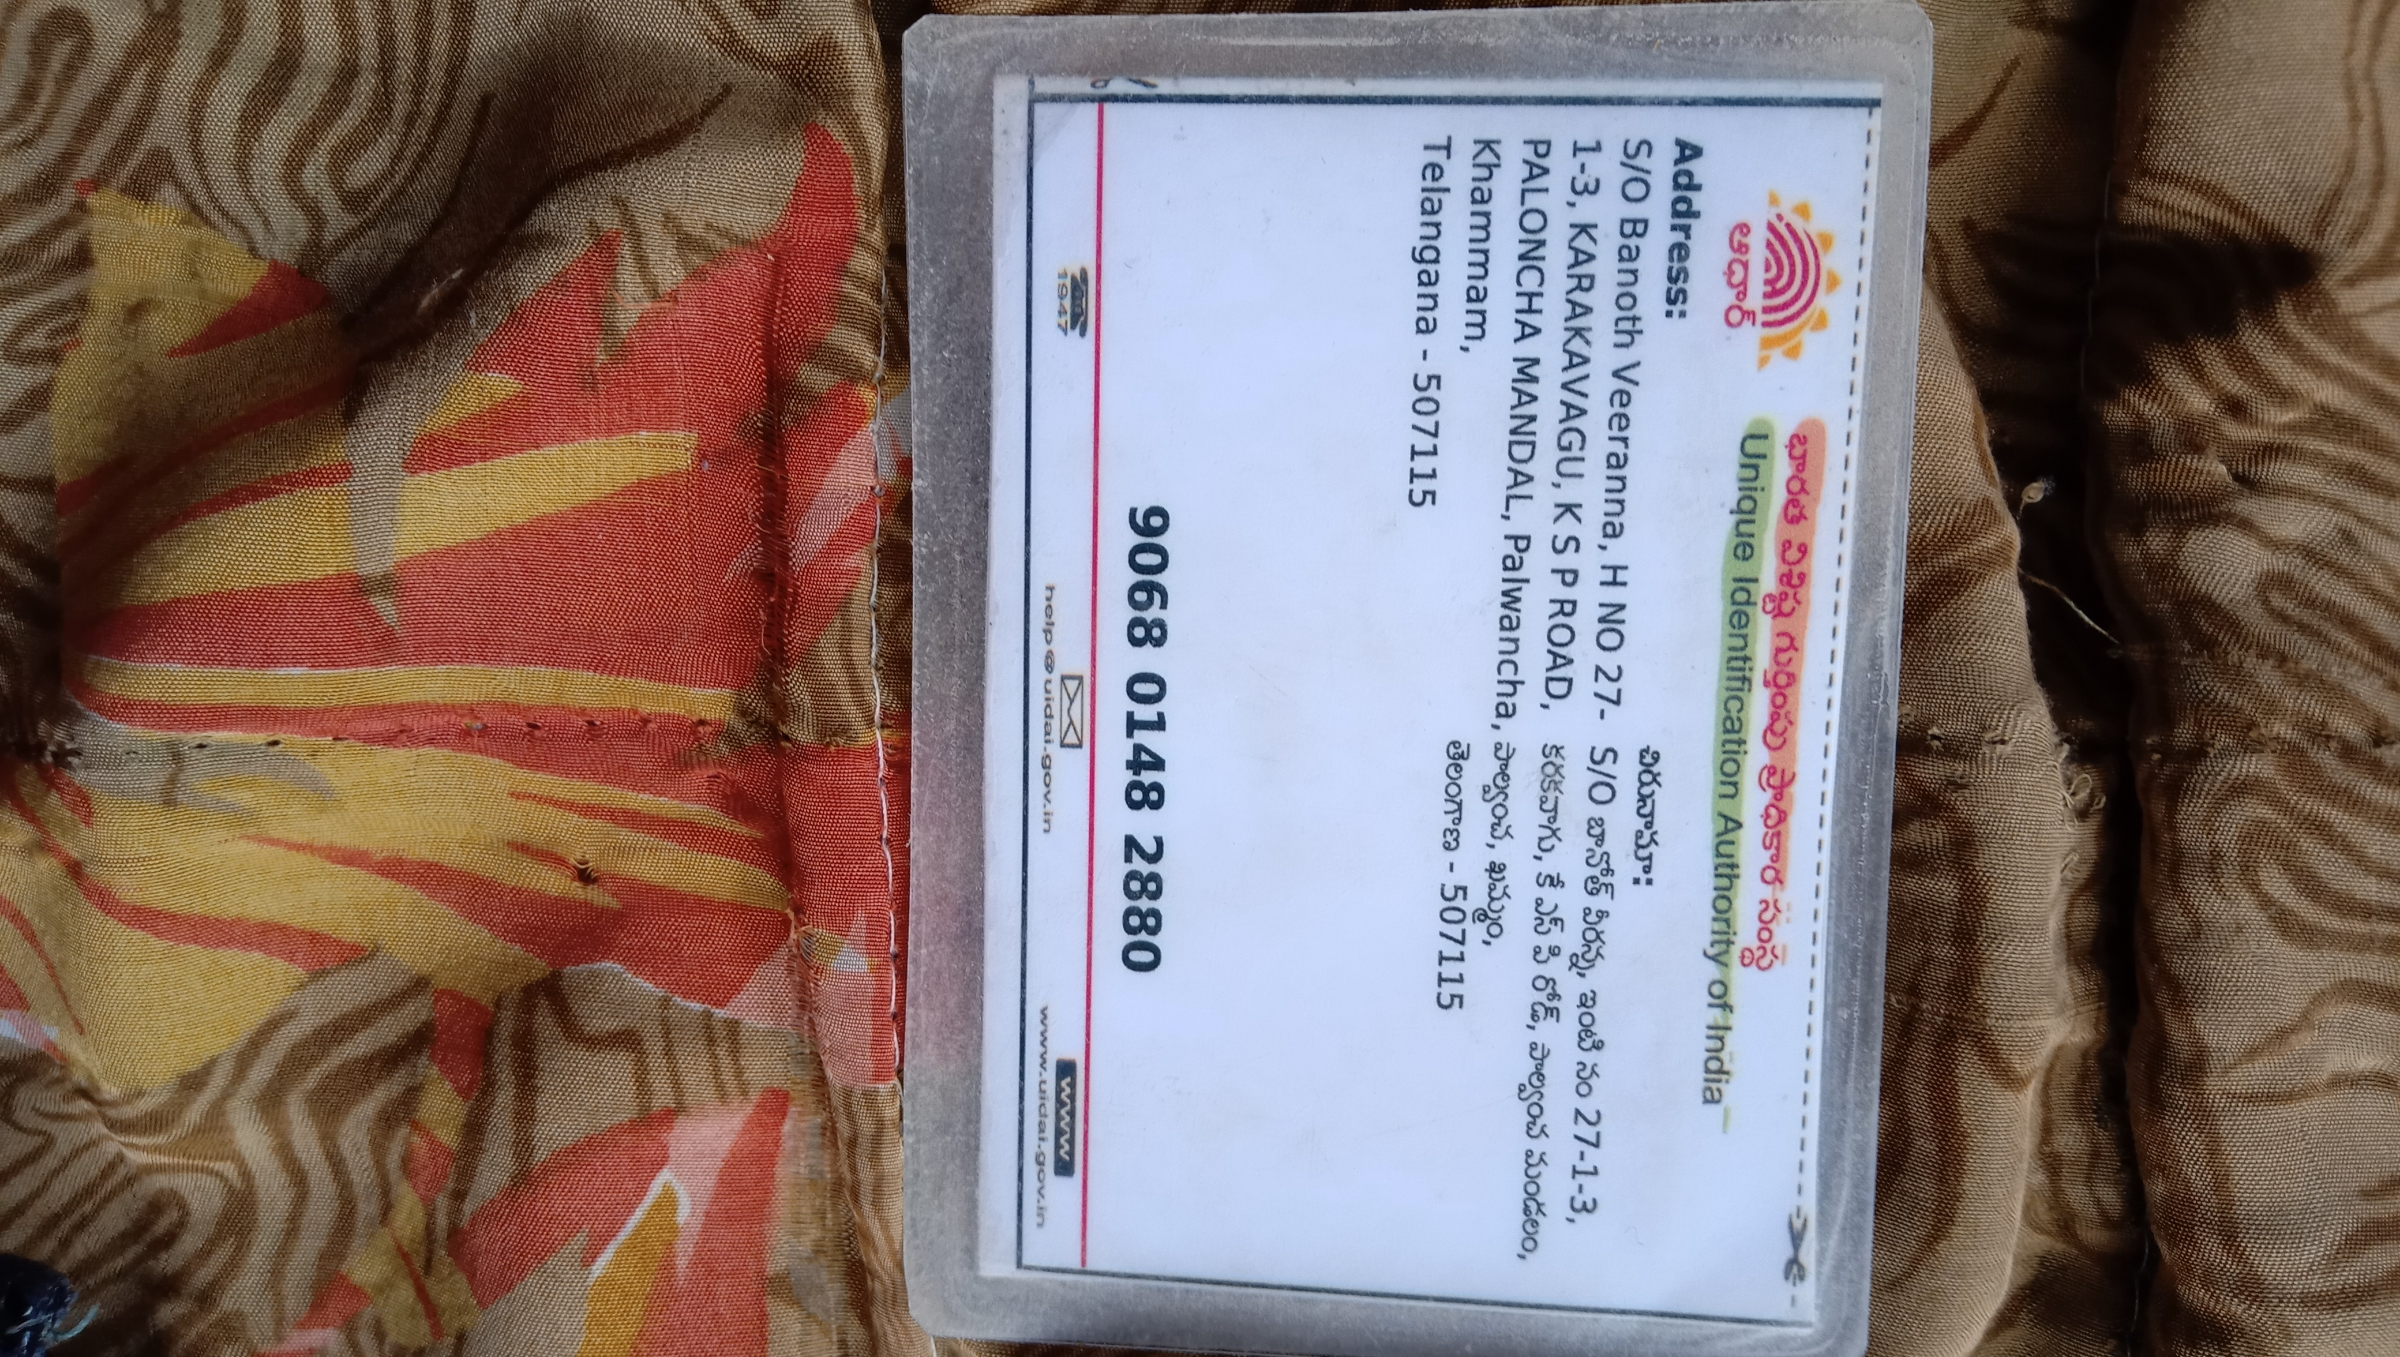 ఆధార్
భారత విశిష్ట గుర్తింపు ప్రాధికార సంస్థ
Unique Identification Authority of India
Address:
S/O Banoth Veeranna, H NO 27-
1-3, KARAKAVAGU, K S P ROAD,
PALONCHA MANDAL, Palwancha,
Khammam,
Telangana - 507115
చిరునామా:
S/O బానోత్ వీరన్న, ఇంటి నం 27-1-3,
కరకవాగు, కే ఎస్ పి రోడ్, పాల్వంచ మండలం,
పాల్వంచ, ఖమ్మం,
తెలంగాణ - 507115
9068 0148 2880
1947
help@uidai.gov.in
www
www.uidai.gov.in